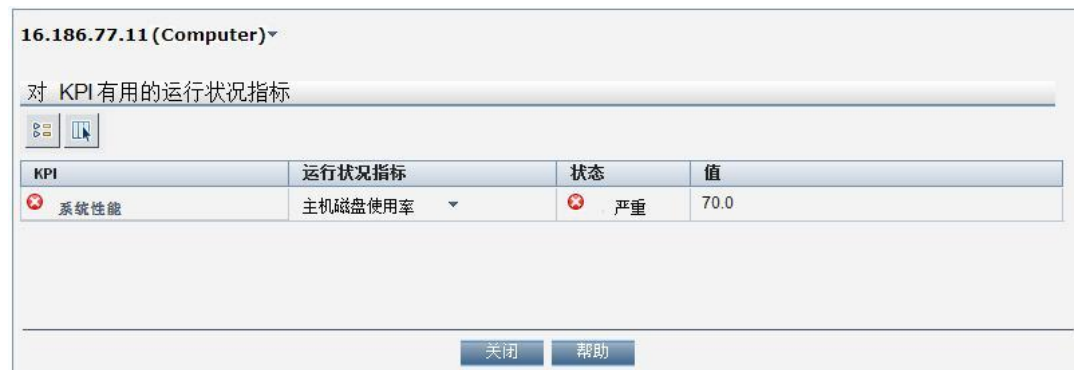 16.186.77.11 (Computer)
对 KPI 有用的运行状况指标
KPI 运行状况指标 状态 值
系统性能 主机磁盘使用率 严重 70.0
关闭 帮助